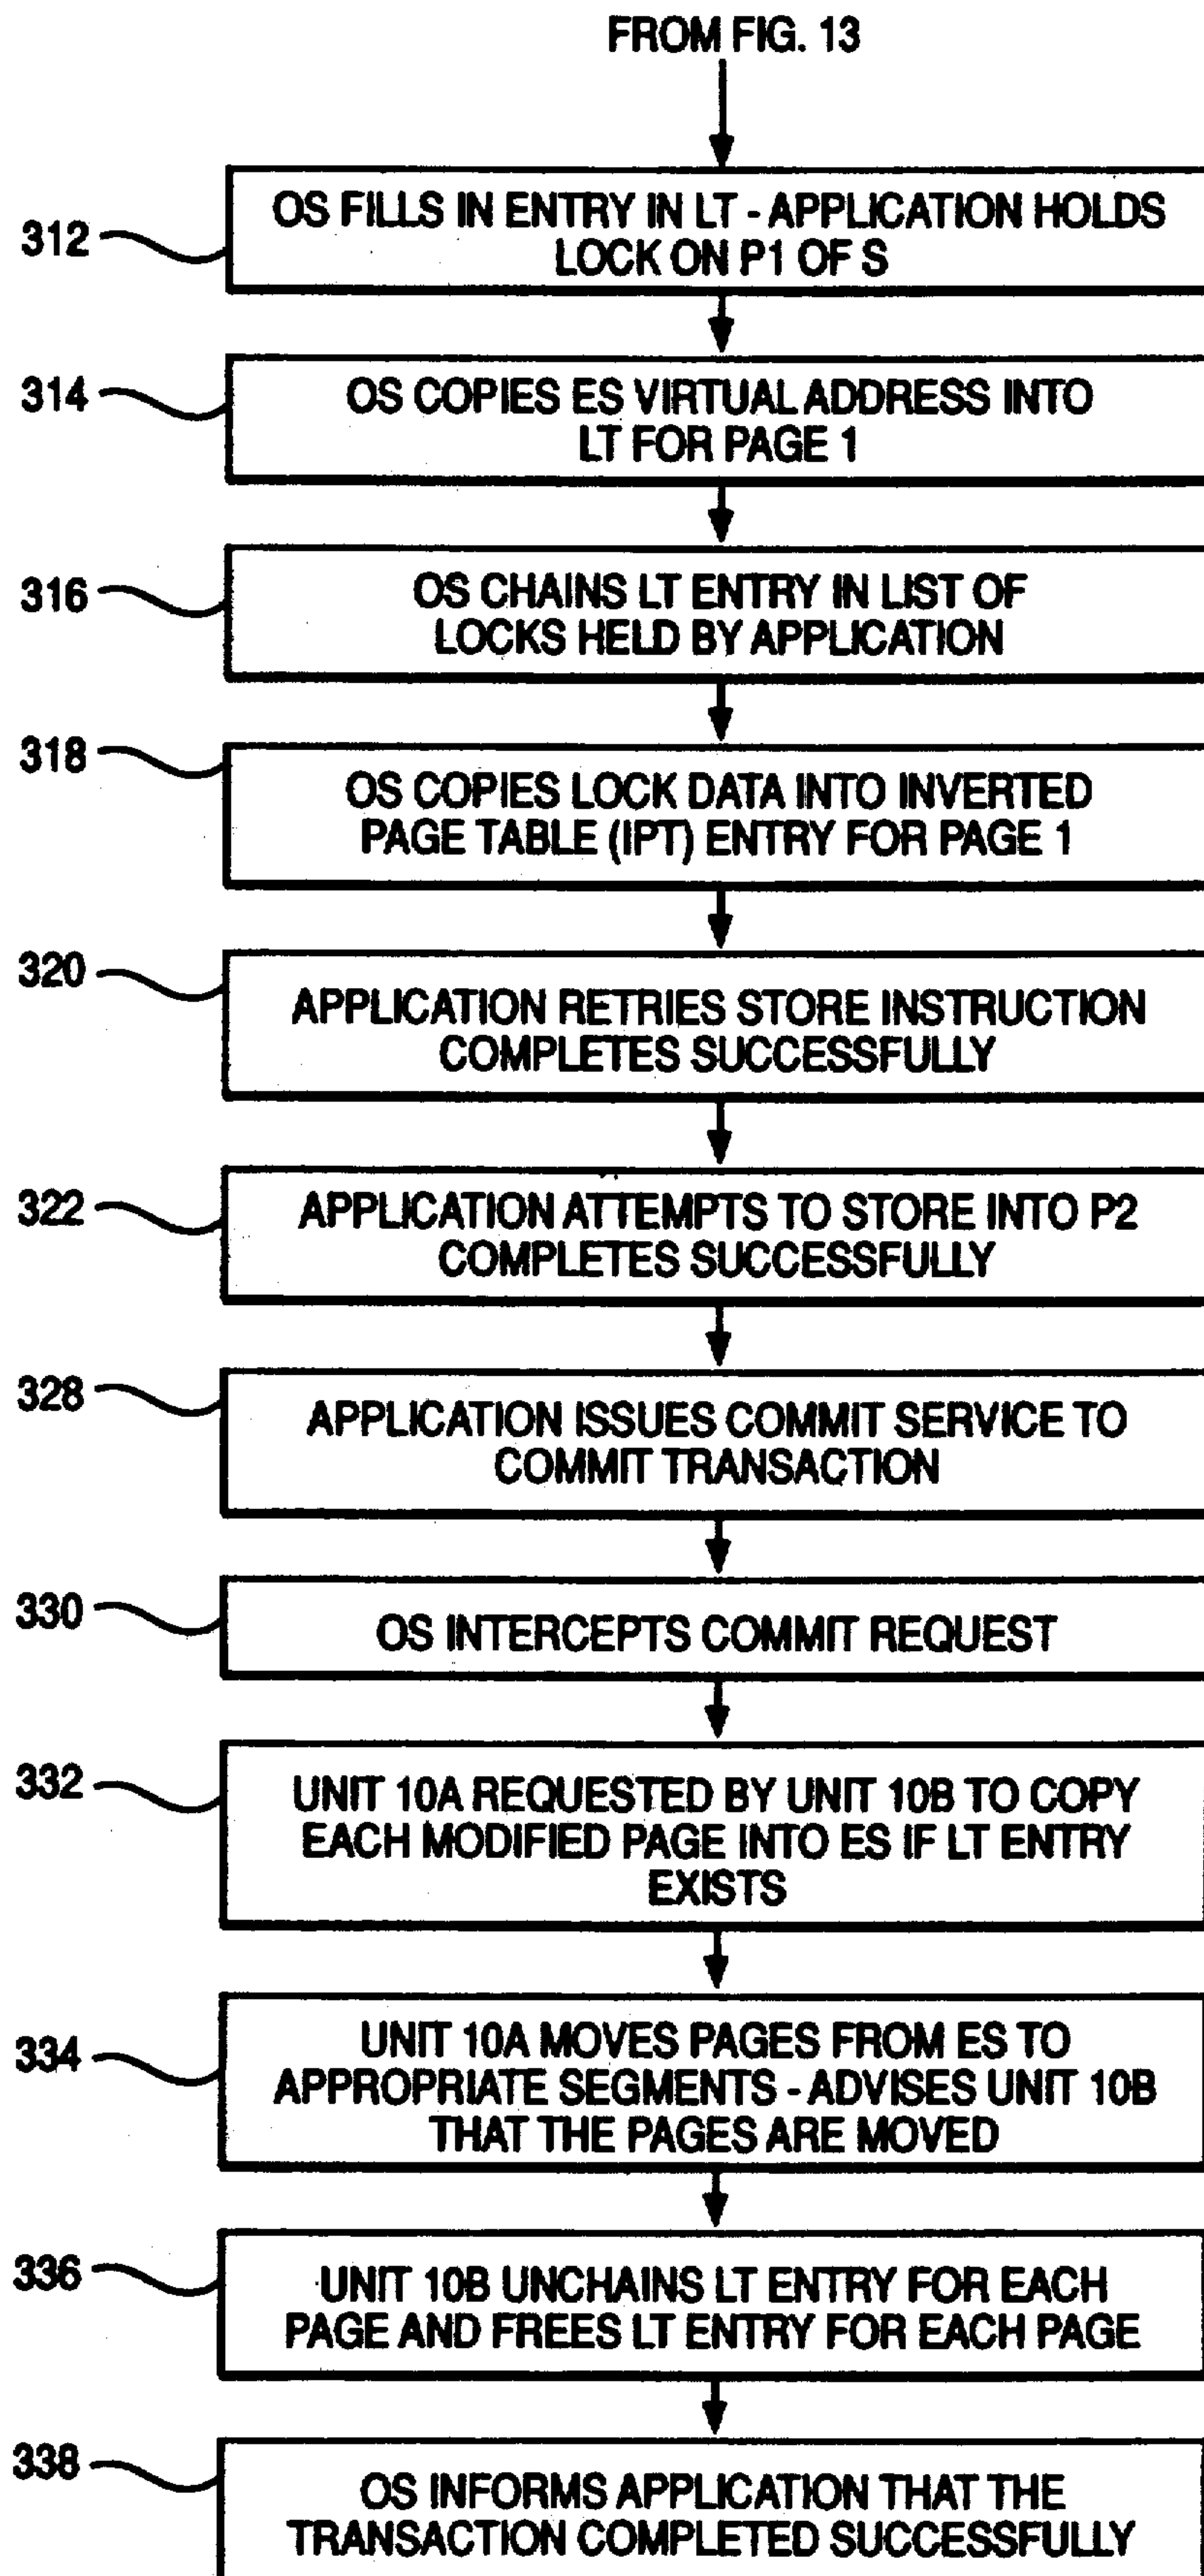 FROM FIG. 13
312
OS FILLS IN ENTRY IN LT - APPLICATION HOLDS
LOCK ON P1 OF S
314
OS COPIES ES VIRTUAL ADDRESS INTO
LT FOR PAGE 1
316
OS CHAINS LT ENTRY IN LIST OF
LOCKS HELD BY APPLICATION
318
OS COPIES LOCK DATA INTO INVERTED
PAGE TABLE (IPT) ENTRY FOR PAGE 1
320
APPLICATION RETRIES STORE INSTRUCTION
COMPLETES SUCCESSFULLY
322
APPLICATION ATTEMPTS TO STORE INTO P2
COMPLETES SUCCESSFULLY
328
APPLICATION ISSUES COMMIT SERVICE TO
COMMIT TRANSACTION
330
OS INTERCEPTS COMMIT REQUEST
332
UNIT 10A REQUESTED BY UNIT 10B TO COPY
EACH MODIFIED PAGE INTO ES IF LT ENTRY
EXISTS
334
UNIT 10A MOVES PAGES FROM ES TO
APPROPRIATE SEGMENTS - ADVISES UNIT 10B
THAT THE PAGES ARE MOVED
336
UNIT 10B UNCHAINS LT ENTRY FOR EACH
PAGE AND FREES LT ENTRY FOR EACH PAGE
338
OS INFORMS APPLICATION THAT THE
TRANSACTION COMPLETED SUCCESSFULLY